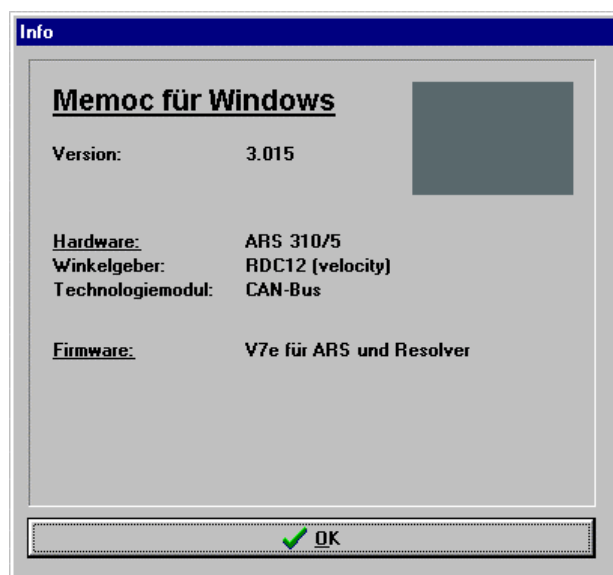 Info
Memoc für Windows
Version: 3.015
Hardware: ARS 310/5
Winkelgeber: RDC12 (velocity)
Technologiemodul: CAN-Bus
Firmware: V7e für ARS und Resolver
OK